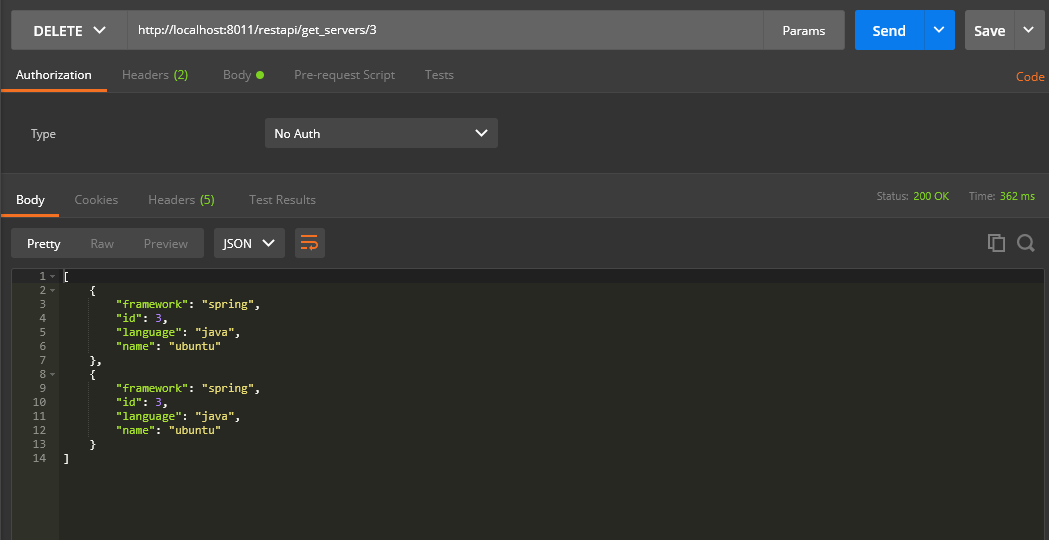 DELETE http://localhost:8011/restapi/get_servers/3 Params Send Save
Authorization Headers (2) Body Pre-request Script Tests Code
Type No Auth
Body Cookies Headers (5) Test Results Status: 200 OK Time: 362 ms
Pretty Raw Preview JSON
1 [
2 {
3 "framework": "spring",
4 "id": 3,
5 "language": "java",
6 "name": "ubuntu"
7 },
8 {
9 "framework": "spring",
10 "id": 3,
11 "language": "java",
12 "name": "ubuntu"
13 }
14 ]